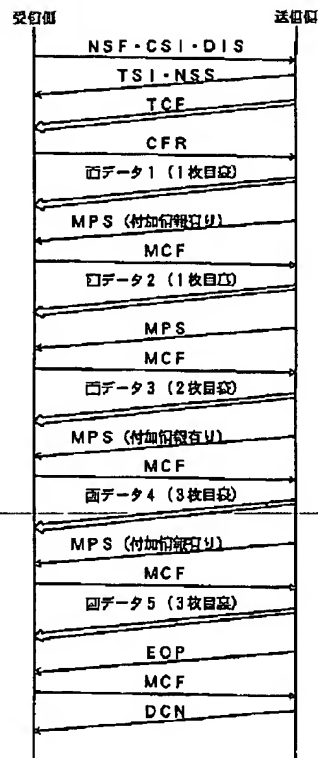 受信側
送信側
NSF・CSI・DIS
TSI・NSS
TCF
CFR
画データ1 (1枚目表)
MPS (付加情報有り)
MCF
画データ2 (1枚目裏)
MPS
MCF
画データ3 (2枚目表)
MPS (付加情報有り)
MCF
画データ4 (3枚目表)
MPS (付加情報有り)
MCF
画データ5 (3枚目裏)
EOP
MCF
DCN